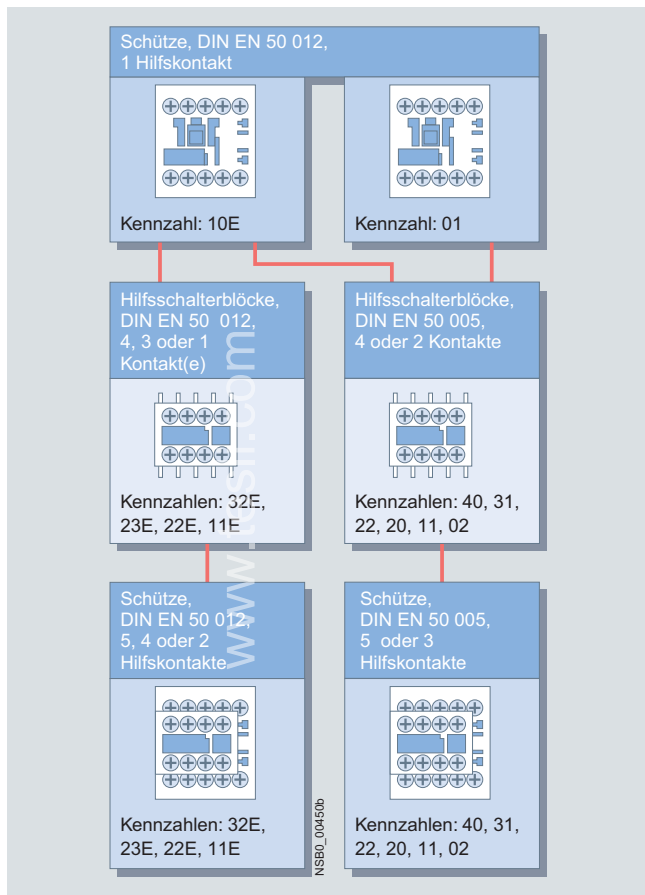 Schütze, DIN EN 50 012,
1 Hilfskontakt
Kennzahl: 10E
Kennzahl: 01
Hilfsschalterblöcke,
DIN EN 50 012,
4, 3 oder 1
Kontakt(e)
Kennzahlen: 32E,
23E, 22E, 11E
Hilfsschalterblöcke,
DIN EN 50 005,
4 oder 2 Kontakte
Kennzahlen: 40, 31,
22, 20, 11, 02
Schütze,
DIN EN 50 012,
5, 4 oder 2
Hilfskontakte
Kennzahlen: 32E,
23E, 22E, 11E
Schütze,
DIN EN 50 005,
5 oder 3
Hilfskontakte
Kennzahlen: 40, 31,
22, 20, 11, 02
NSB0_00450b